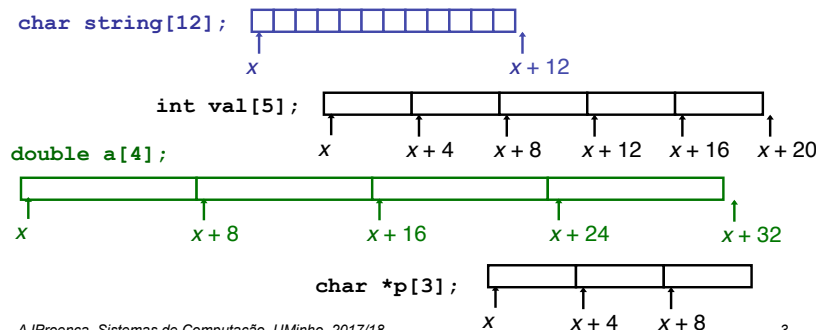 char string[12];
x x + 12
int val[5];
x x + 4 x + 8 x + 12 x + 16 x + 20
double a[4];
x x + 8 x + 16 x + 24 x + 32
char *p[3];
x x + 4 x + 8
AJProença, Sistemas de Computação, UMinho, 2017/18 3